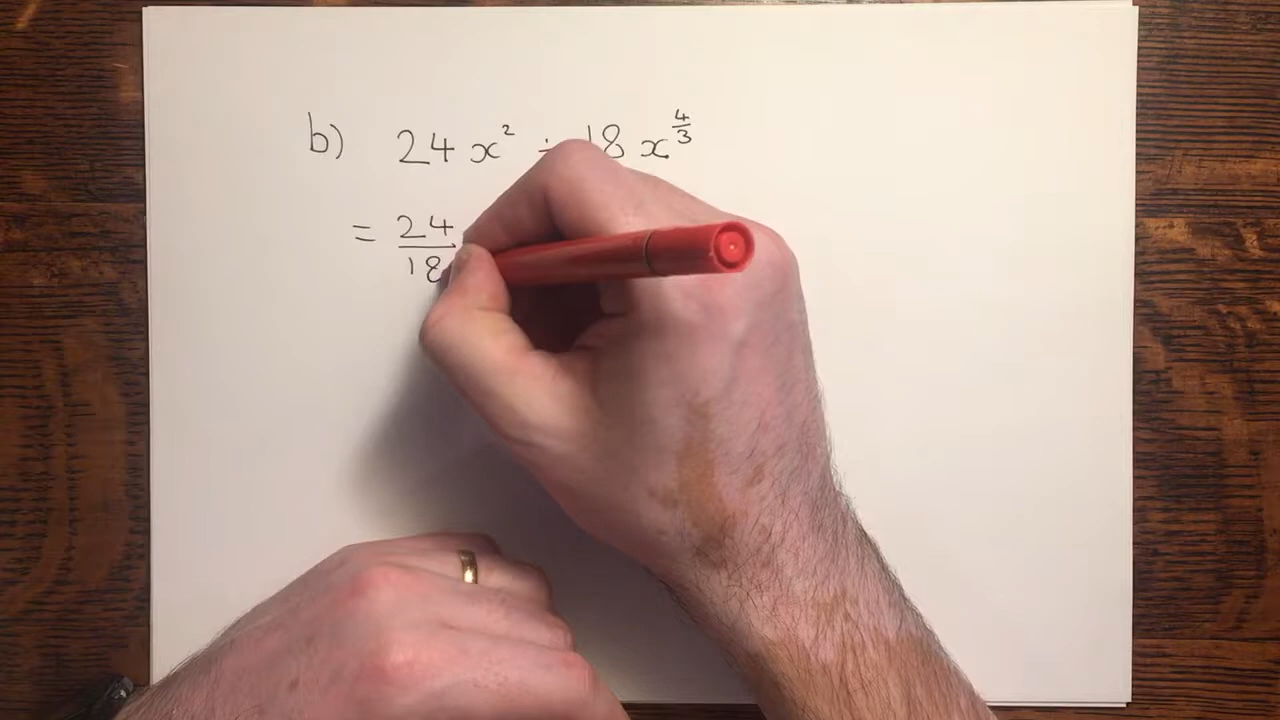 b) 24x² ÷ 18x^{4/3}
= 24/18